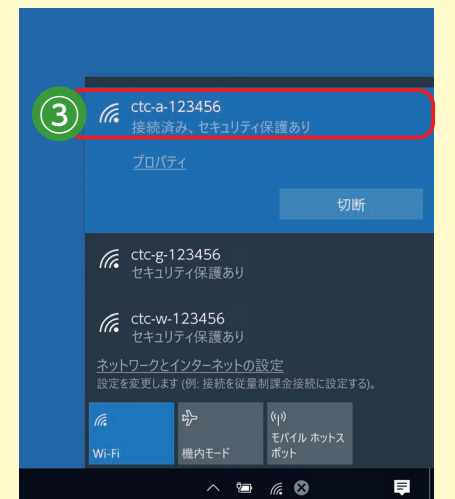 ③
ctc-a-123456
接続済み、セキュリティ保護あり
プロパティ
切断
ctc-g-123456
セキュリティ保護あり
ctc-w-123456
セキュリティ保護あり
ネットワークとインターネットの設定
設定を変更します (例: 接続を従量制課金接続に設定する)。
Wi-Fi
機内モード
モバイル ホットス
ポット